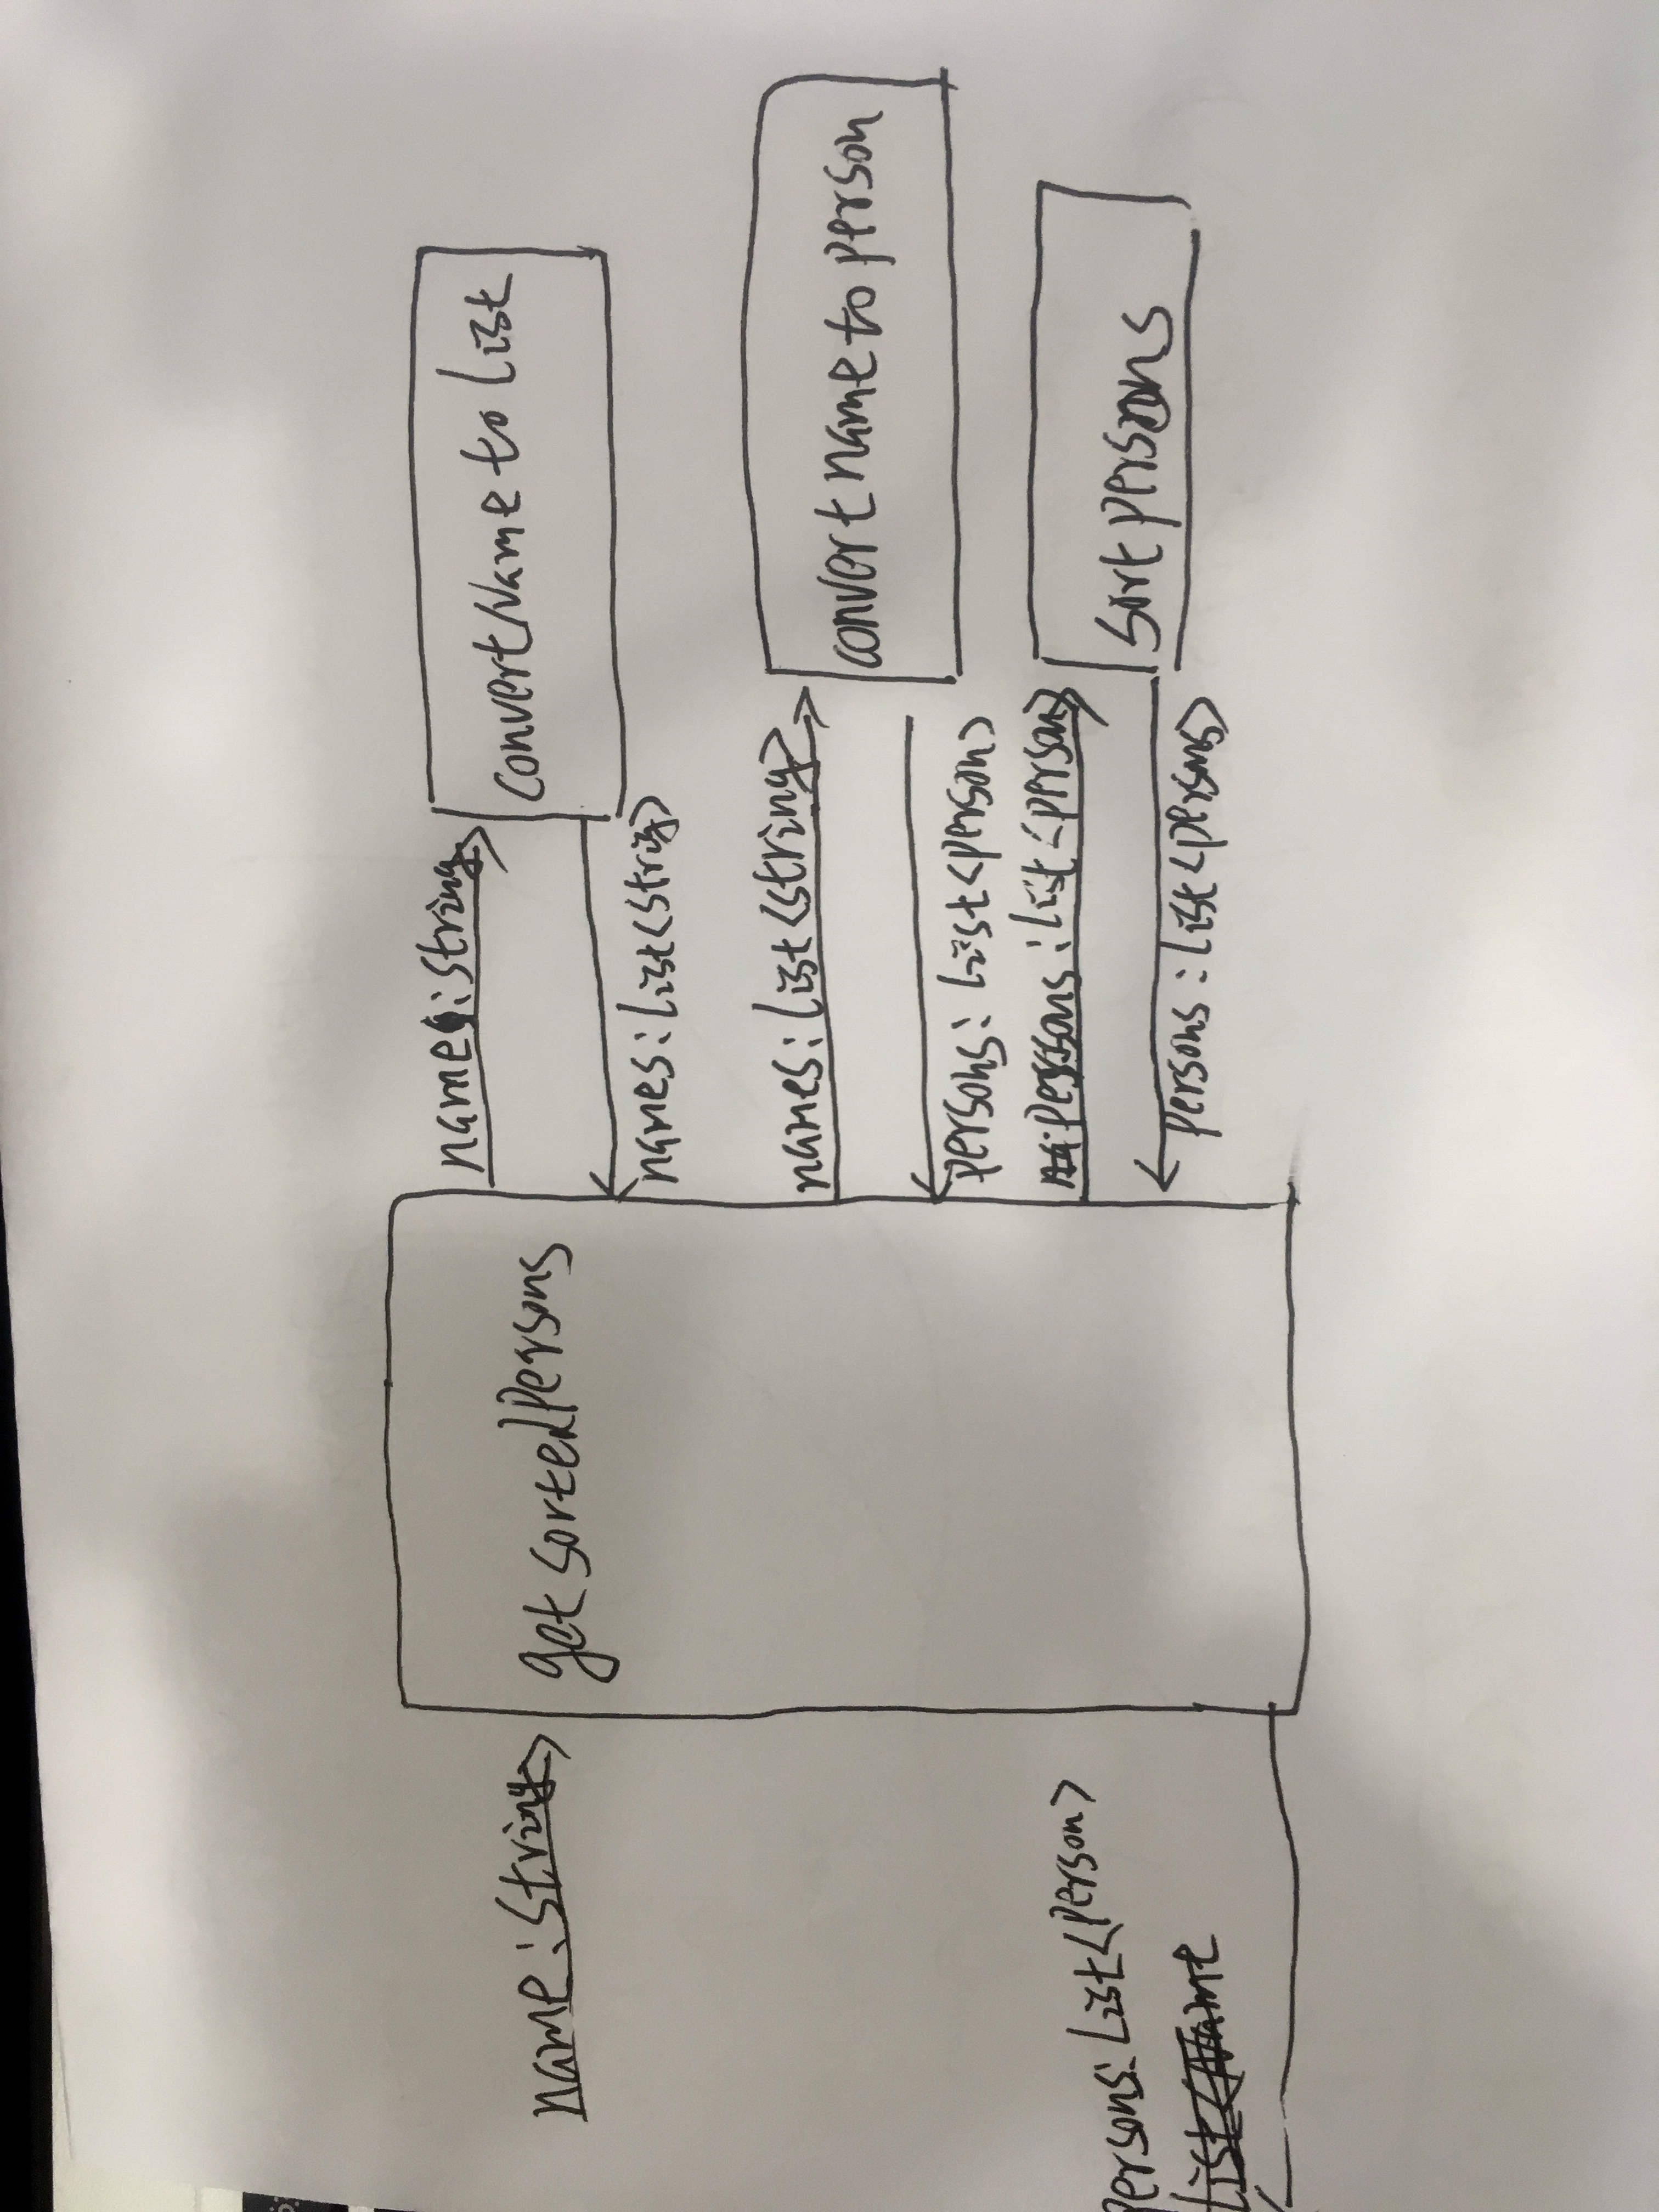 name:String
getsortedPersons
persons:List<person>
names:String
ConvertName to List
names:List<String>
names:List<String>
convert name to person
persons:List<person>
persons:List<person>
Sort persons
persons:List<persons>